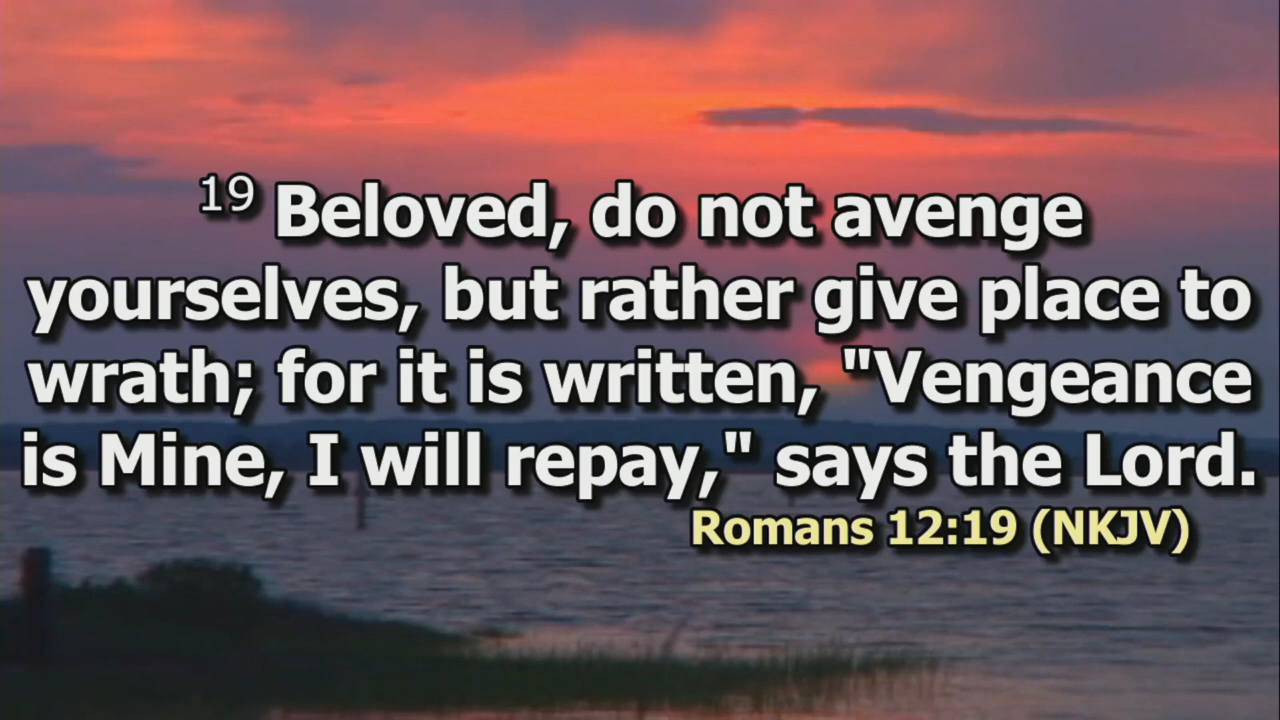 19 Beloved, do not avenge
yourselves, but rather give place to
wrath; for it is written, "Vengeance
is Mine, I will repay," says the Lord.
Romans 12:19 (NKJV)